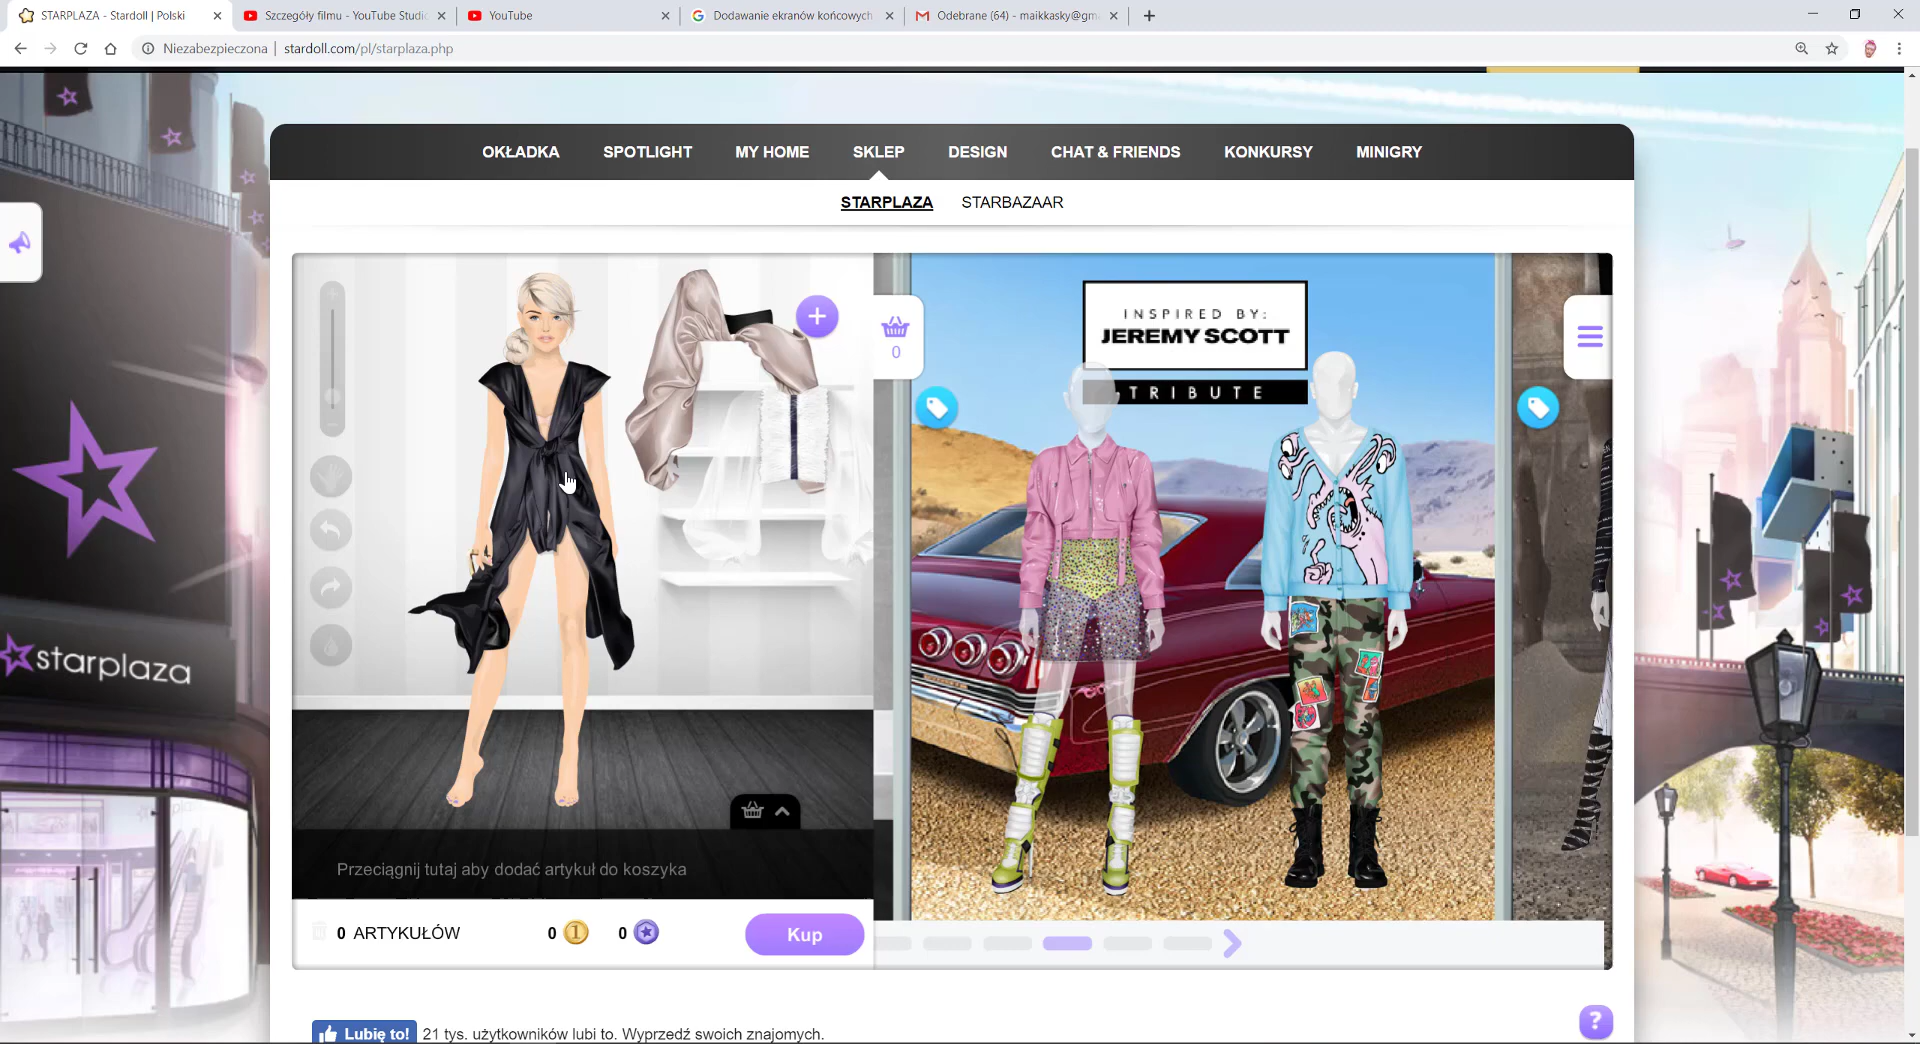 STARPLAZA - Stardoll | Polski
Szczegóły filmu - YouTube Studio
YouTube
Dodawanie ekranów końcowych
Odebrane (64) - maikkasky@gm
Niezabezpieczona | stardoll.com/pl/starplaza.php
OKŁADKA SPOTLIGHT MY HOME SKLEP DESIGN CHAT & FRIENDS KONKURSY MINIGRY
STARPLAZA STARBAZAAR
INSPIRED BY:
JEREMY SCOTT
TRIBUTE
0
starplaza
Przeciągnij tutaj aby dodać artykuł do koszyka
0 ARTYKUŁÓW 0 1 0
Kup
?
Lubię to! 21 tys. użytkowników lubi to. Wyprzedź swoich znajomych.